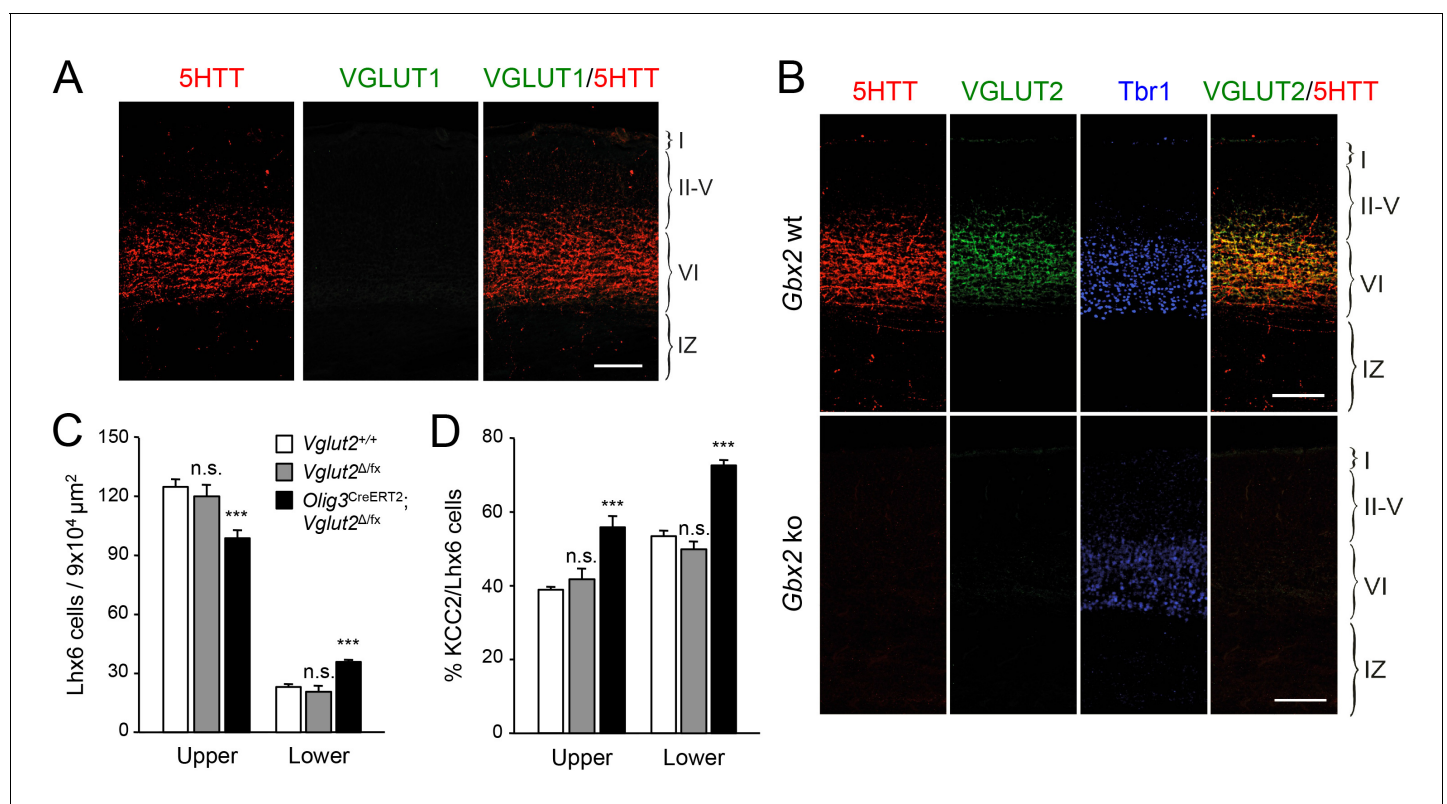 A
5HTT VGLUT1 VGLUT1/5HTT
I
II-V
VI
IZ
B
5HTT VGLUT2 Tbr1 VGLUT2/5HTT
Gbx2 wt
I
II-V
VI
IZ
Gbx2 ko
I
II-V
VI
IZ
C
Lhx6 cells / 9x10⁴ µm²
150
120
90
60
30
0
n.s.
***
n.s.
***
Upper Lower
Vglut2+/+
Vglut2Δ/fx
Olig3CreERT2;
Vglut2Δ/fx
D
% KCC2/Lhx6 cells
80
60
40
20
0
n.s.
***
n.s.
***
Upper Lower